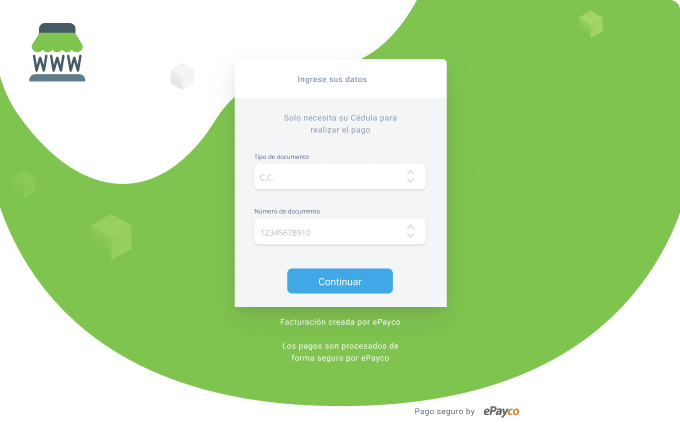 WWW
Ingrese sus datos
Solo necesita su Cédula para
realizar el pago
Tipo de documento
C.C.
Número de documento
12345678910
Continuar
Facturación creada por ePayco
Los pagos son procesados de
forma segura por ePayco
Pago seguro by ePayco